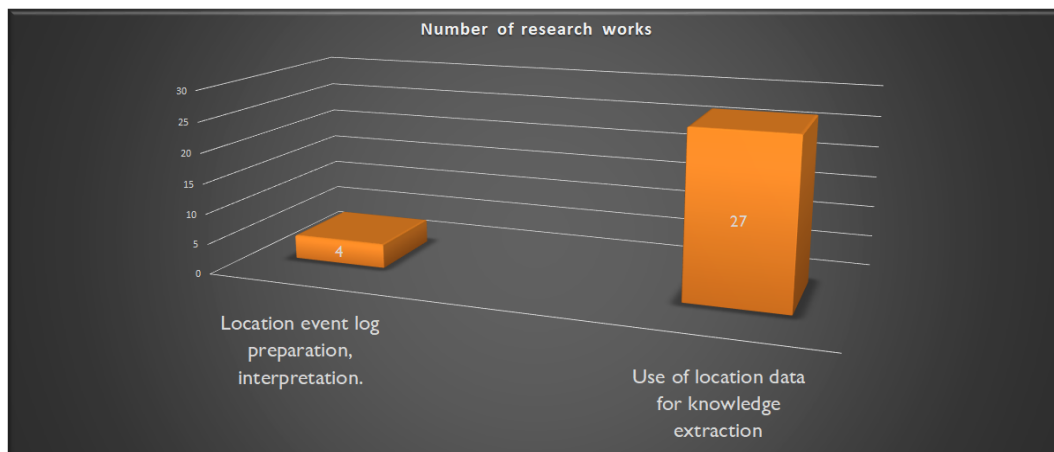 Number of research works
30
25
20
15
10
5
0
4
27
Location event log
preparation,
interpretation.
Use of location data
for knowledge
extraction